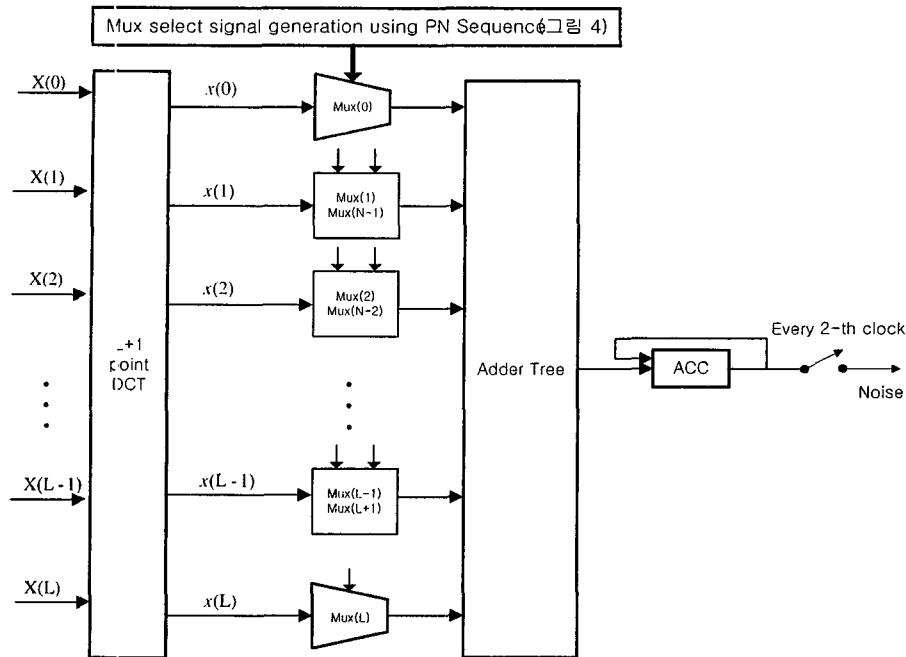 Mux select signal generation using PN Sequence(그림 4)
X(0)
x(0)
Mux(0)
X(1)
x(1)
Mux(1)
Mux(N-1)
X(2)
x(2)
Mux(2)
Mux(N-2)
L+1
point
DCT
Adder Tree
ACC
Every 2-th clock
Noise
X(L-1)
x(L-1)
Mux(L-1)
Mux(L+1)
X(L)
x(L)
Mux(L)